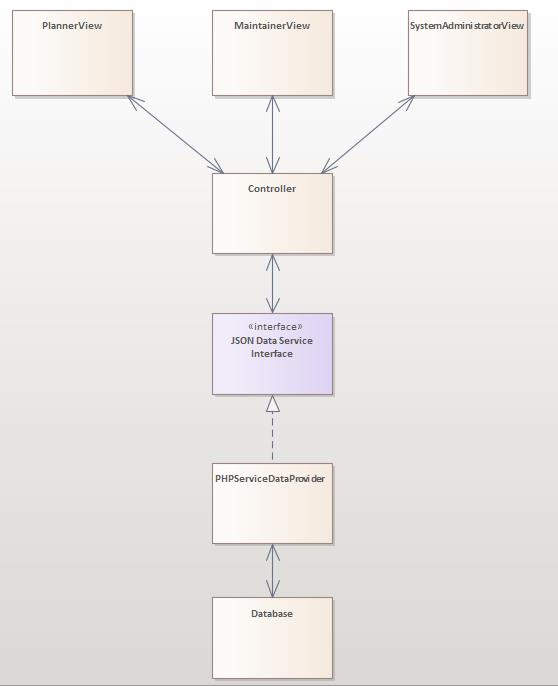 PlannerView
MaintainerView
SystemAdministratorView
Controller
«interface»
JSON Data Service
Interface
PHPServiceDataProvider
Database